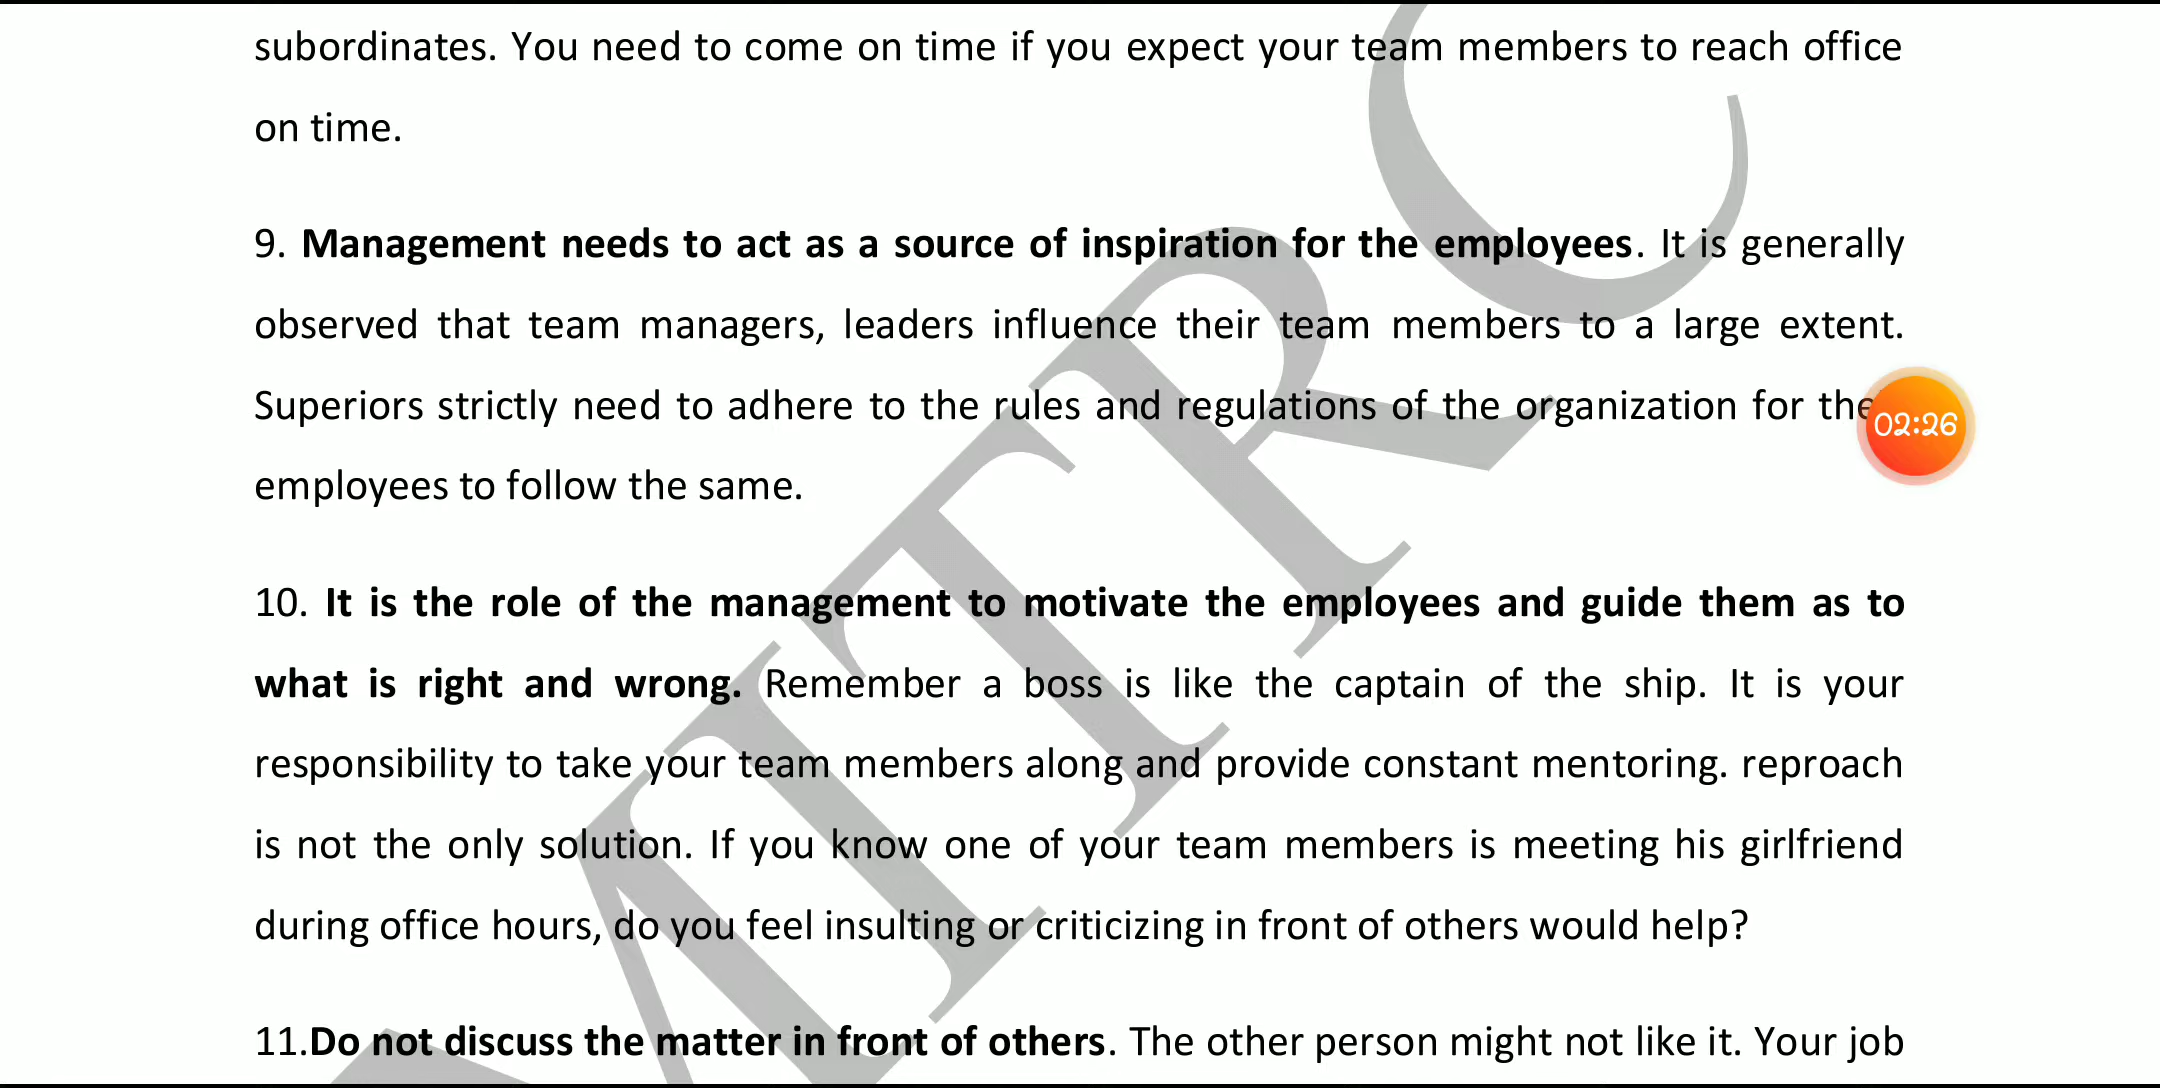 subordinates. You need to come on time if you expect your team members to reach office
on time.
9. Management needs to act as a source of inspiration for the employees. It is generally
observed that team managers, leaders influence their team members to a large extent.
Superiors strictly need to adhere to the rules and regulations of the organization for the
02:26
employees to follow the same.
10. It is the role of the management to motivate the employees and guide them as to
what is right and wrong. Remember a boss is like the captain of the ship. It is your
responsibility to take your team members along and provide constant mentoring. reproach
is not the only solution. If you know one of your team members is meeting his girlfriend
during office hours, do you feel insulting or criticizing in front of others would help?
11.Do not discuss the matter in front of others. The other person might not like it. Your job
MITRC